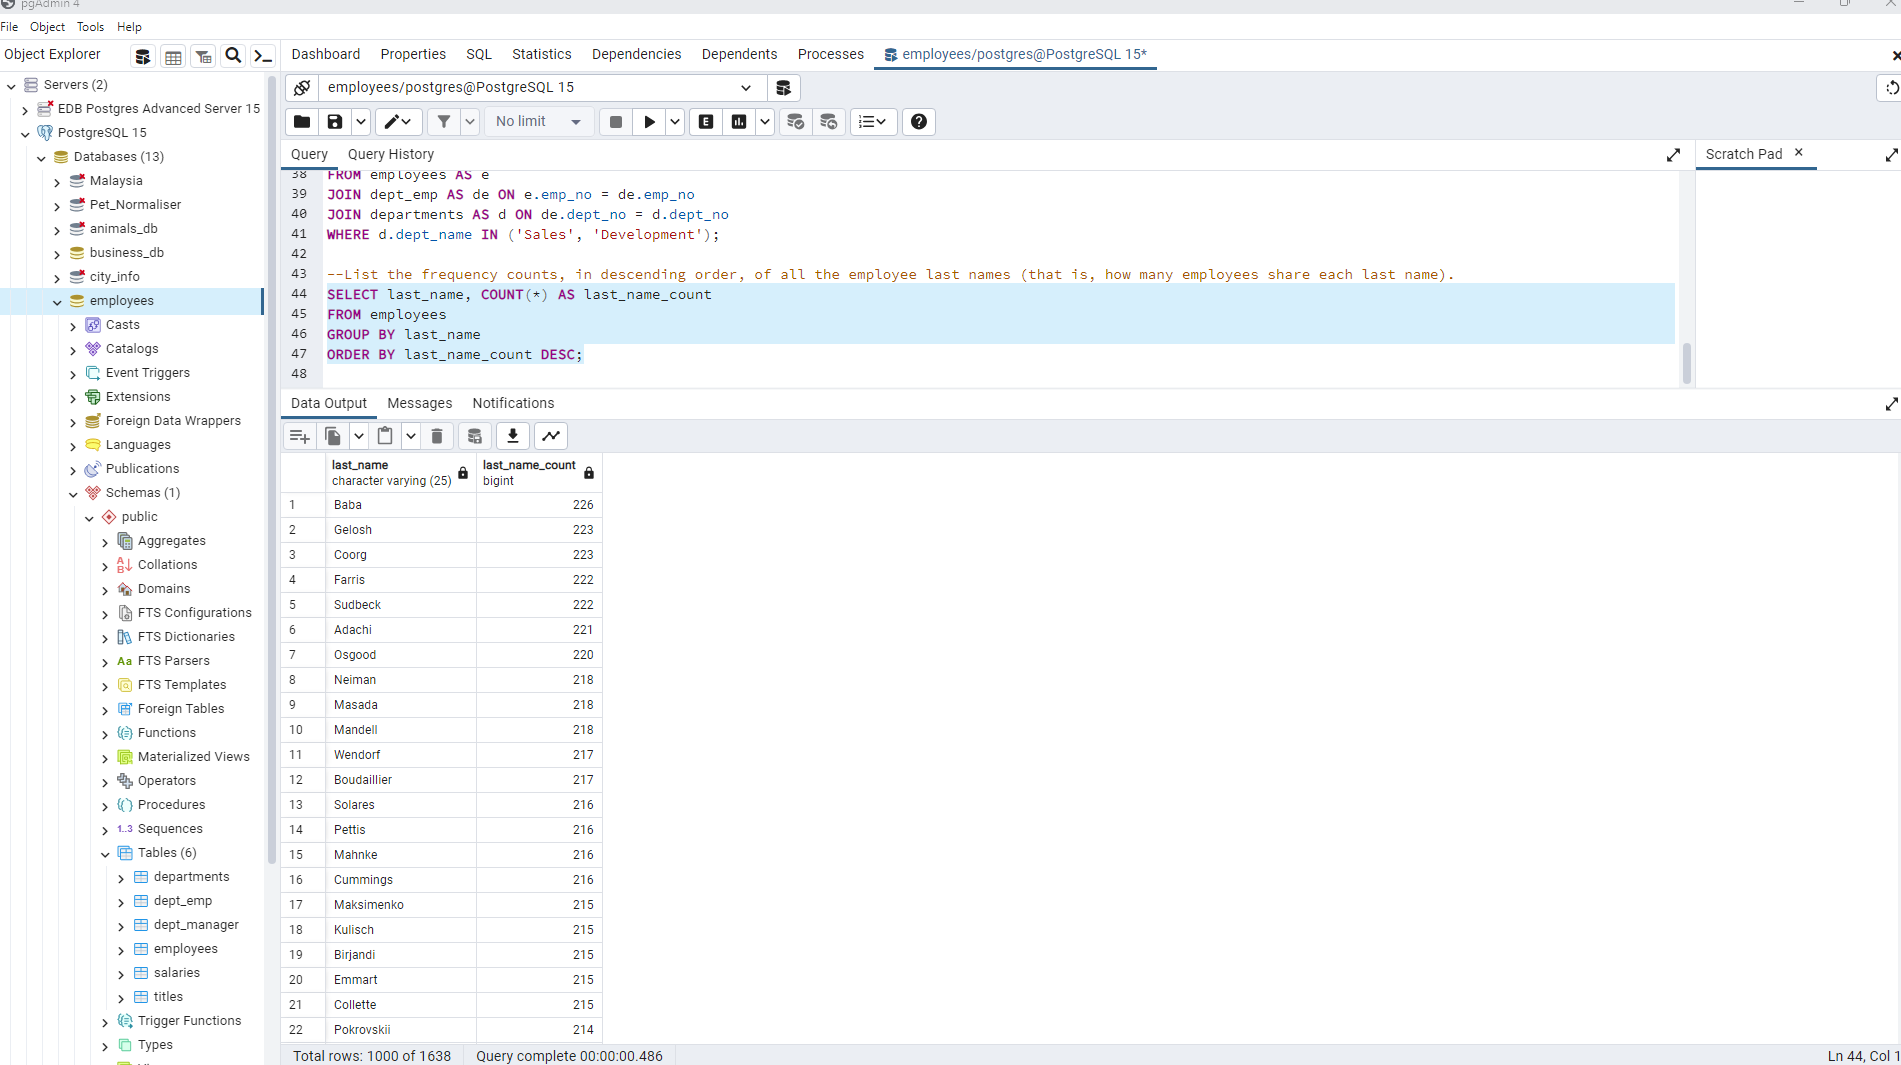 pgAdmin 4
File Object Tools Help
Object Explorer
Dashboard Properties SQL Statistics Dependencies Dependents Processes employees/postgres@PostgreSQL 15*
Servers (2)
EDB Postgres Advanced Server 15
PostgreSQL 15
Databases (13)
Malaysia
Pet_Normaliser
animals_db
business_db
city_info
employees
Casts
Catalogs
Event Triggers
Extensions
Foreign Data Wrappers
Languages
Publications
Schemas (1)
public
Aggregates
Collations
Domains
FTS Configurations
FTS Dictionaries
Aa FTS Parsers
FTS Templates
Foreign Tables
Functions
Materialized Views
Operators
Procedures
1..3 Sequences
Tables (6)
departments
dept_emp
dept_manager
employees
salaries
titles
Trigger Functions
Types
employees/postgres@PostgreSQL 15
No limit
E
Query Query History
Scratch Pad
38 FROM employees AS e
39 JOIN dept_emp AS de ON e.emp_no = de.emp_no
40 JOIN departments AS d ON de.dept_no = d.dept_no
41 WHERE d.dept_name IN ('Sales', 'Development');
42
43 --List the frequency counts, in descending order, of all the employee last names (that is, how many employees share each last name).
44 SELECT last_name, COUNT(*) AS last_name_count
45 FROM employees
46 GROUP BY last_name
47 ORDER BY last_name_count DESC;
48
Data Output Messages Notifications
last_name last_name_count
character varying (25) bigint
1 Baba 226
2 Gelosh 223
3 Coorg 223
4 Farris 222
5 Sudbeck 222
6 Adachi 221
7 Osgood 220
8 Neiman 218
9 Masada 218
10 Mandell 218
11 Wendorf 217
12 Boudaillier 217
13 Solares 216
14 Pettis 216
15 Mahnke 216
16 Cummings 216
17 Maksimenko 215
18 Kulisch 215
19 Birjandi 215
20 Emmart 215
21 Collette 215
22 Pokrovskii 214
Total rows: 1000 of 1638 Query complete 00:00:00.486
Ln 44, Col 1